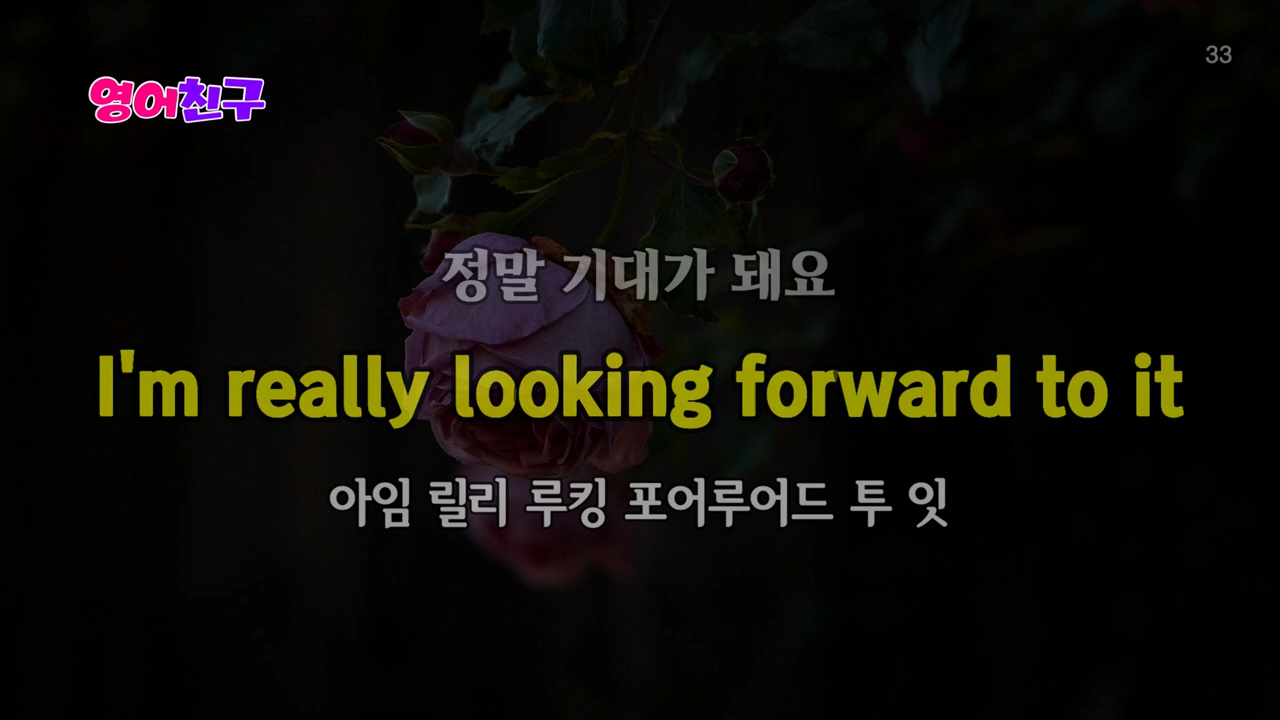 33
영어친구
정말 기대가 돼요
I'm really looking forward to it
아임 릴리 루킹 포어루어드 투 잇